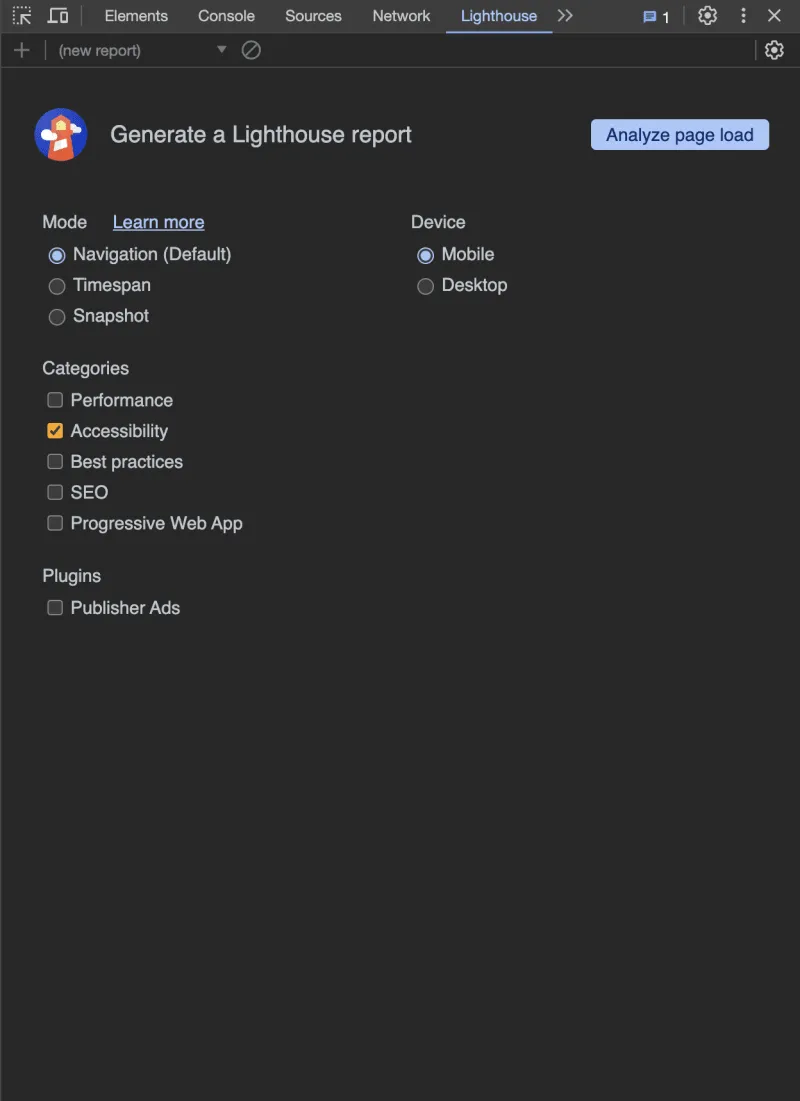 Elements Console Sources Network Lighthouse 1
(new report)
Generate a Lighthouse report Analyze page load
Mode Learn more Device
Navigation (Default) Mobile
Timespan Desktop
Snapshot
Categories
Performance
Accessibility
Best practices
SEO
Progressive Web App
Plugins
Publisher Ads